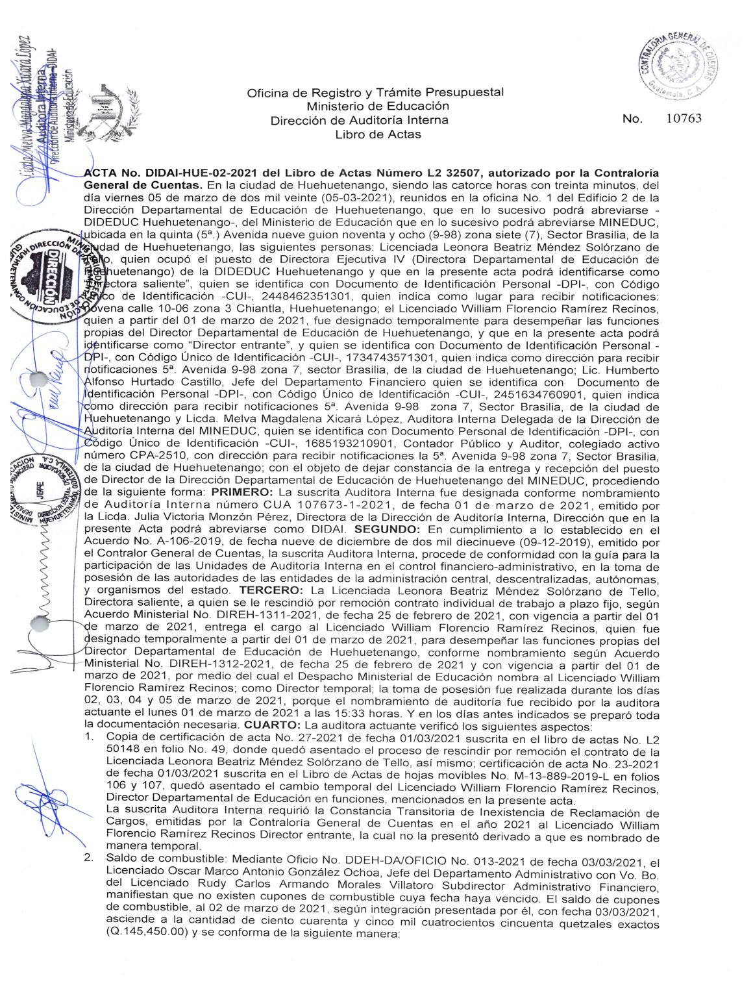 Licda. Melva Magdalena Xicará López
Auditora Interna
Dirección de Auditoría Interna -DIDAI-
Ministerio de Educación
CONTRALORIA GENERAL DE CUENTAS
Guatemala, C. A.
Oficina de Registro y Trámite Presupuestal
Ministerio de Educación
Dirección de Auditoría Interna
Libro de Actas
No. 10763
ACTA No. DIDAI-HUE-02-2021 del Libro de Actas Número L2 32507, autorizado por la Contraloría
General de Cuentas. En la ciudad de Huehuetenango, siendo las catorce horas con treinta minutos, del
día viernes 05 de marzo de dos mil veinte (05-03-2021), reunidos en la oficina No. 1 del Edificio 2 de la
Dirección Departamental de Educación de Huehuetenango, que en lo sucesivo podrá abreviarse -
DIDEDUC Huehuetenango-, del Ministerio de Educación que en lo sucesivo podrá abreviarse MINEDUC,
ubicada en la quinta (5ª.) Avenida nueve guion noventa y ocho (9-98) zona siete (7), Sector Brasilia, de la
ciudad de Huehuetenango, las siguientes personas: Licenciada Leonora Beatriz Méndez Solórzano de
Tello, quien ocupó el puesto de Directora Ejecutiva IV (Directora Departamental de Educación de
Huehuetenango) de la DIDEDUC Huehuetenango y que en la presente acta podrá identificarse como
"Directora saliente", quien se identifica con Documento de Identificación Personal -DPI-, con Código
Único de Identificación -CUI-, 2448462351301, quien indica como lugar para recibir notificaciones:
novena calle 10-06 zona 3 Chiantla, Huehuetenango; el Licenciado William Florencio Ramírez Recinos,
quien a partir del 01 de marzo de 2021, fue designado temporalmente para desempeñar las funciones
propias del Director Departamental de Educación de Huehuetenango, y que en la presente acta podrá
identificarse como "Director entrante", y quien se identifica con Documento de Identificación Personal -
DPI-, con Código Único de Identificación -CUI-, 1734743571301, quien indica como dirección para recibir
notificaciones 5ª. Avenida 9-98 zona 7, sector Brasilia, de la ciudad de Huehuetenango; Lic. Humberto
Alfonso Hurtado Castillo, Jefe del Departamento Financiero quien se identifica con Documento de
Identificación Personal -DPI-, con Código Único de Identificación -CUI-, 2451634760901, quien indica
como dirección para recibir notificaciones 5ª. Avenida 9-98 zona 7, Sector Brasilia, de la ciudad de
Huehuetenango y Licda. Melva Magdalena Xicará López, Auditora Interna Delegada de la Dirección de
Auditoría Interna del MINEDUC, quien se identifica con Documento Personal de Identificación -DPI-, con
Código Único de Identificación -CUI-, 1685193210901, Contador Público y Auditor, colegiado activo
número CPA-2510, con dirección para recibir notificaciones la 5ª. Avenida 9-98 zona 7, Sector Brasilia,
de la ciudad de Huehuetenango; con el objeto de dejar constancia de la entrega y recepción del puesto
de Director de la Dirección Departamental de Educación de Huehuetenango del MINEDUC, procediendo
de la siguiente forma: PRIMERO: La suscrita Auditora Interna fue designada conforme nombramiento
de Auditoría Interna número CUA 107673-1-2021, de fecha 01 de marzo de 2021, emitido por
la Licda. Julia Victoria Monzón Pérez, Directora de la Dirección de Auditoría Interna, Dirección que en la
presente Acta podrá abreviarse como DIDAI. SEGUNDO: En cumplimiento a lo establecido en el
Acuerdo No. A-106-2019, de fecha nueve de diciembre de dos mil diecinueve (09-12-2019), emitido por
el Contralor General de Cuentas, la suscrita Auditora Interna, procede de conformidad con la guía para la
participación de las Unidades de Auditoría Interna en el control financiero-administrativo, en la toma de
posesión de las autoridades de las entidades de la administración central, descentralizadas, autónomas,
y organismos del estado. TERCERO: La Licenciada Leonora Beatriz Méndez Solórzano de Tello,
Directora saliente, a quien se le rescindió por remoción contrato individual de trabajo a plazo fijo, según
Acuerdo Ministerial No. DIREH-1311-2021, de fecha 25 de febrero de 2021, con vigencia a partir del 01
de marzo de 2021, entrega el cargo al Licenciado William Florencio Ramírez Recinos, quien fue
designado temporalmente a partir del 01 de marzo de 2021, para desempeñar las funciones propias del
Director Departamental de Educación de Huehuetenango, conforme nombramiento según Acuerdo
Ministerial No. DIREH-1312-2021, de fecha 25 de febrero de 2021 y con vigencia a partir del 01 de
marzo de 2021, por medio del cual el Despacho Ministerial de Educación nombra al Licenciado William
Florencio Ramírez Recinos; como Director temporal; la toma de posesión fue realizada durante los días
02, 03, 04 y 05 de marzo de 2021, porque el nombramiento de auditoría fue recibido por la auditora
actuante el lunes 01 de marzo de 2021 a las 15:33 horas. Y en los días antes indicados se preparó toda
la documentación necesaria. CUARTO: La auditora actuante verificó los siguientes aspectos:
1. Copia de certificación de acta No. 27-2021 de fecha 01/03/2021 suscrita en el libro de actas No. L2
50148 en folio No. 49, donde quedó asentado el proceso de rescindir por remoción el contrato de la
Licenciada Leonora Beatriz Méndez Solórzano de Tello, así mismo; certificación de acta No. 23-2021
de fecha 01/03/2021 suscrita en el Libro de Actas de hojas movibles No. M-13-889-2019-L en folios
106 y 107, quedó asentado el cambio temporal del Licenciado William Florencio Ramírez Recinos,
Director Departamental de Educación en funciones, mencionados en la presente acta.
La suscrita Auditora Interna requirió la Constancia Transitoria de Inexistencia de Reclamación de
Cargos, emitidas por la Contraloría General de Cuentas en el año 2021 al Licenciado William
Florencio Ramírez Recinos Director entrante, la cual no la presentó derivado a que es nombrado de
manera temporal.
2. Saldo de combustible: Mediante Oficio No. DDEH-DA/OFICIO No. 013-2021 de fecha 03/03/2021, el
Licenciado Oscar Marco Antonio González Ochoa, Jefe del Departamento Administrativo con Vo. Bo.
del Licenciado Rudy Carlos Armando Morales Villatoro Subdirector Administrativo Financiero,
manifiestan que no existen cupones de combustible cuya fecha haya vencido. El saldo de cupones
de combustible, al 02 de marzo de 2021, según integración presentada por él, con fecha 03/03/2021,
asciende a la cantidad de ciento cuarenta y cinco mil cuatrocientos cincuenta quetzales exactos
(Q.145,450.00) y se conforma de la siguiente manera:
DIRECCIÓN
JEFE